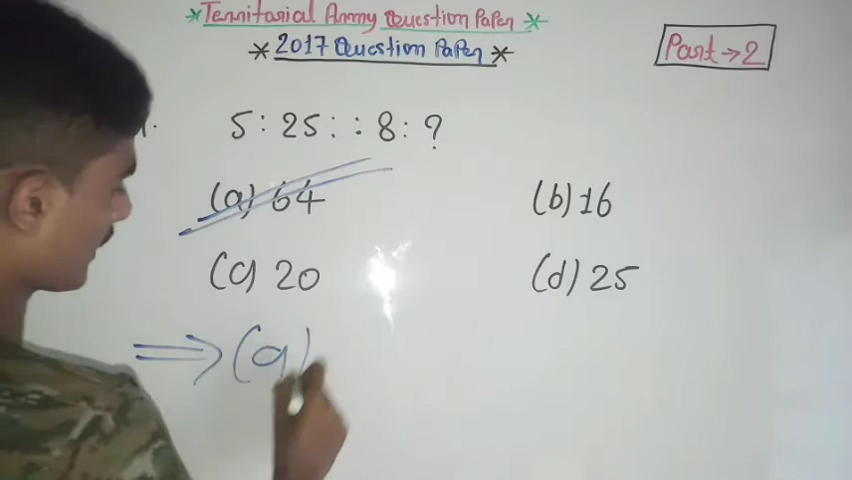 *Territorial Army Question Paper*
*2017 Question Paper*
Part → 2
5 : 25 : : 8 : ?
(a) 64 (b) 16
(c) 20 (d) 25
⇒ (a)